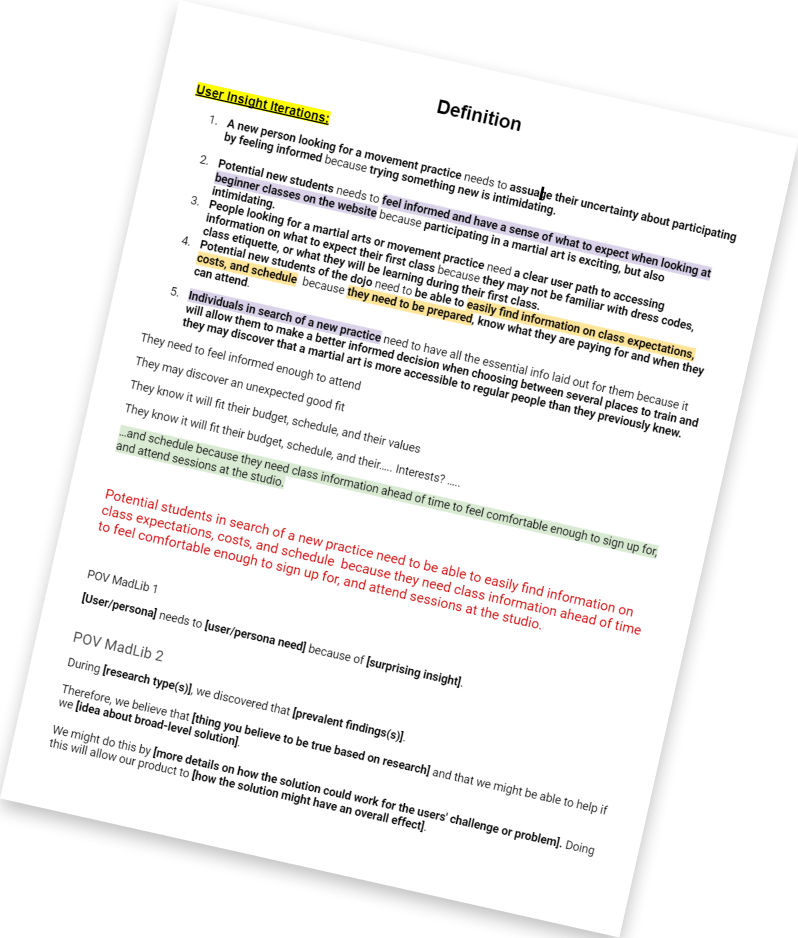 Definition
User Insight Iterations:
1. A new person looking for a movement practice needs to assuage their uncertainty about participating
by feeling informed because trying something new is intimidating.
2. Potential new students needs to feel informed and have a sense of what to expect when looking at
beginner classes on the website because participating in a martial art is exciting, but also
intimidating.
3. People looking for a martial arts or movement practice need a clear user path to accessing
information on what to expect their first class because they may not be familiar with dress codes,
class etiquette, or what they will be learning during their first class.
4. Potential new students of the dojo need to be able to easily find information on class expectations,
costs, and schedule because they need to be prepared, know what they are paying for and when they
can attend.
5. Individuals in search of a new practice need to have all the essential info laid out for them because it
will allow them to make a better informed decision when choosing between several places to train and
they may discover that a martial art is more accessible to regular people than they previously knew.
They need to feel informed enough to attend
They may discover an unexpected good fit
They know it will fit their budget, schedule, and their values
They know it will fit their budget, schedule, and their..... Interests? .....
...and schedule because they need class information ahead of time to feel comfortable enough to sign up for,
and attend sessions at the studio.
Potential students in search of a new practice need to be able to easily find information on
class expectations, costs, and schedule because they need class information ahead of time
to feel comfortable enough to sign up for, and attend sessions at the studio.
POV MadLib 1
[User/persona] needs to [user/persona need] because of [surprising insight].
POV MadLib 2
During [research type(s)], we discovered that [prevalent findings(s)].
Therefore, we believe that [thing you believe to be true based on research] and that we might be able to help if
we [idea about broad-level solution].
We might do this by [more details on how the solution could work for the users' challenge or problem]. Doing
this will allow our product to [how the solution might have an overall effect].